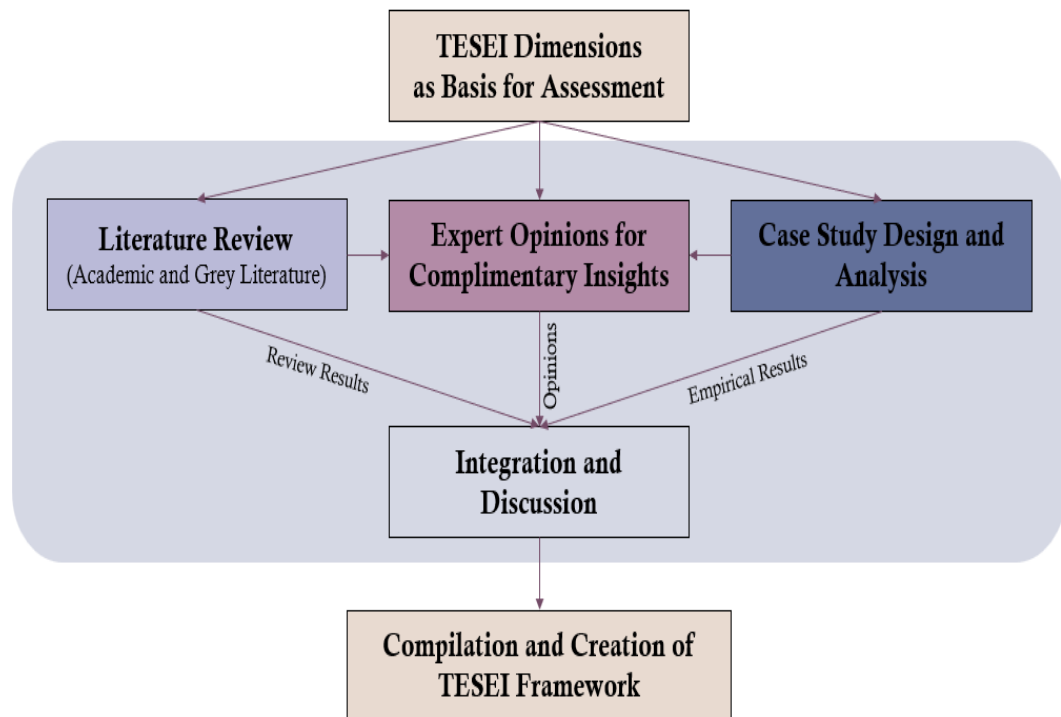 TESEI Dimensions
as Basis for Assessment
Literature Review
(Academic and Grey Literature)
Expert Opinions for
Complimentary Insights
Case Study Design and
Analysis
Review Results
Opinions
Empirical Results
Integration and
Discussion
Compilation and Creation of
TESEI Framework